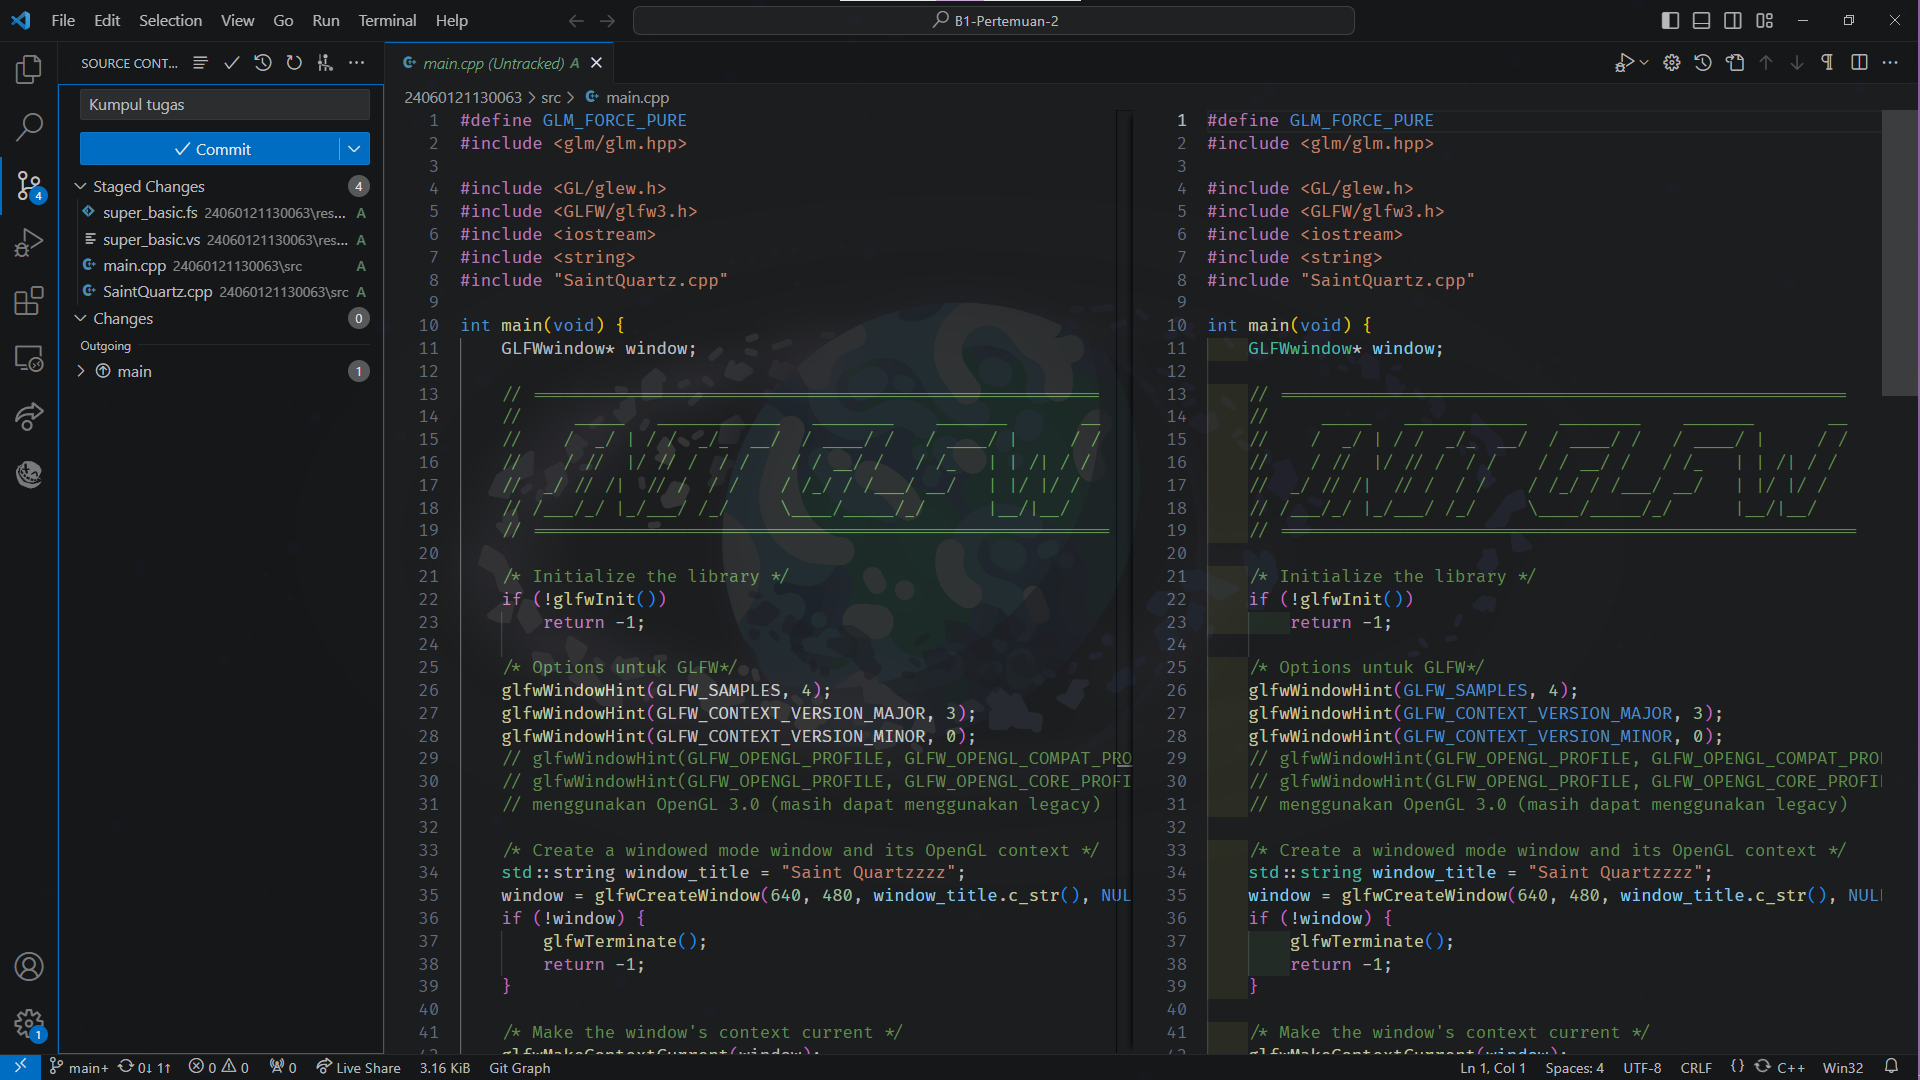 File Edit Selection View Go Run Terminal Help
B1-Pertemuan-2
SOURCE CONT...
Kumpul tugas
Commit
Staged Changes 4
super_basic.fs 24060121130063\res... A
super_basic.vs 24060121130063\res... A
main.cpp 24060121130063\src A
SaintQuartz.cpp 24060121130063\src A
Changes 0
Outgoing
main 1
4
1
main.cpp (Untracked) A
24060121130063 > src > main.cpp
1 #define GLM_FORCE_PURE
2 #include <glm/glm.hpp>
3
4 #include <GL/glew.h>
5 #include <GLFW/glfw3.h>
6 #include <iostream>
7 #include <string>
8 #include "SaintQuartz.cpp"
9
10 int main(void) {
11 GLFWwindow* window;
12
13 // ======================================================
14 //
15 //
16 //
17 //
18 //
19 // =======================================================
20
21 /* Initialize the library */
22 if (!glfwInit())
23 return -1;
24
25 /* Options untuk GLFW*/
26 glfwWindowHint(GLFW_SAMPLES, 4);
27 glfwWindowHint(GLFW_CONTEXT_VERSION_MAJOR, 3);
28 glfwWindowHint(GLFW_CONTEXT_VERSION_MINOR, 0);
29 // glfwWindowHint(GLFW_OPENGL_PROFILE, GLFW_OPENGL_COMPAT_PRO
30 // glfwWindowHint(GLFW_OPENGL_PROFILE, GLFW_OPENGL_CORE_PROFI
31 // menggunakan OpenGL 3.0 (masih dapat menggunakan legacy)
32
33 /* Create a windowed mode window and its OpenGL context */
34 std::string window_title = "Saint Quartzzzz";
35 window = glfwCreateWindow(640, 480, window_title.c_str(), NUL
36 if (!window) {
37 glfwTerminate();
38 return -1;
39 }
40
41 /* Make the window's context current */
42 glfwMakeContextCurrent(window);
1 #define GLM_FORCE_PURE
2 #include <glm/glm.hpp>
3
4 #include <GL/glew.h>
5 #include <GLFW/glfw3.h>
6 #include <iostream>
7 #include <string>
8 #include "SaintQuartz.cpp"
9
10 int main(void) {
11 GLFWwindow* window;
12
13 // ======================================================
14 //
15 //
16 //
17 //
18 //
19 // =======================================================
20
21 /* Initialize the library */
22 if (!glfwInit())
23 return -1;
24
25 /* Options untuk GLFW*/
26 glfwWindowHint(GLFW_SAMPLES, 4);
27 glfwWindowHint(GLFW_CONTEXT_VERSION_MAJOR, 3);
28 glfwWindowHint(GLFW_CONTEXT_VERSION_MINOR, 0);
29 // glfwWindowHint(GLFW_OPENGL_PROFILE, GLFW_OPENGL_COMPAT_PROI
30 // glfwWindowHint(GLFW_OPENGL_PROFILE, GLFW_OPENGL_CORE_PROFIL
31 // menggunakan OpenGL 3.0 (masih dapat menggunakan legacy)
32
33 /* Create a windowed mode window and its OpenGL context */
34 std::string window_title = "Saint Quartzzzz";
35 window = glfwCreateWindow(640, 480, window_title.c_str(), NULL
36 if (!window) {
37 glfwTerminate();
38 return -1;
39 }
40
41 /* Make the window's context current */
42 glfwMakeContextCurrent(window);
main+ 0↓ 1↑ 0 0 0 Live Share 3.16 KiB Git Graph Ln 1, Col 1 Spaces: 4 UTF-8 CRLF {} C++ Win32